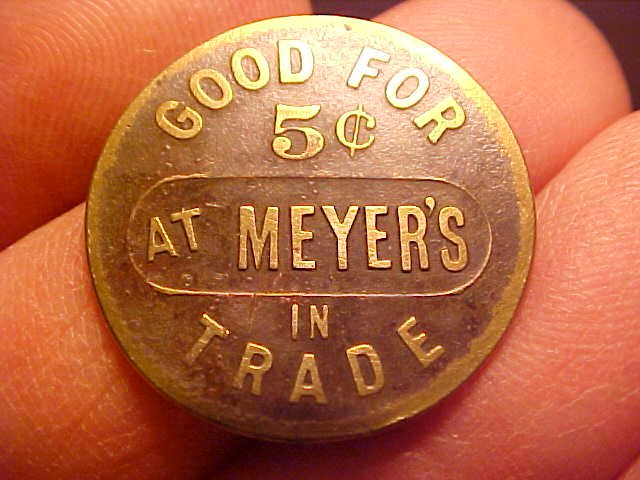 GOOD FOR
5¢
AT MEYER'S
IN
TRADE